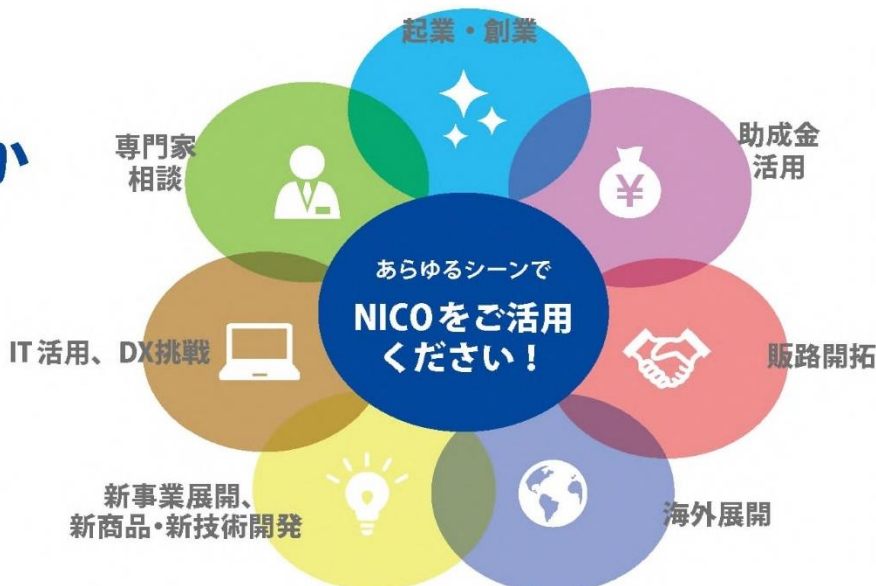 か
起業・創業
助成金
活用
専門家
相談
あらゆるシーンで
NICOをご活用
ください！
IT活用、DX挑戦
販路開拓
新事業展開、
新商品・新技術開発
海外展開
¥